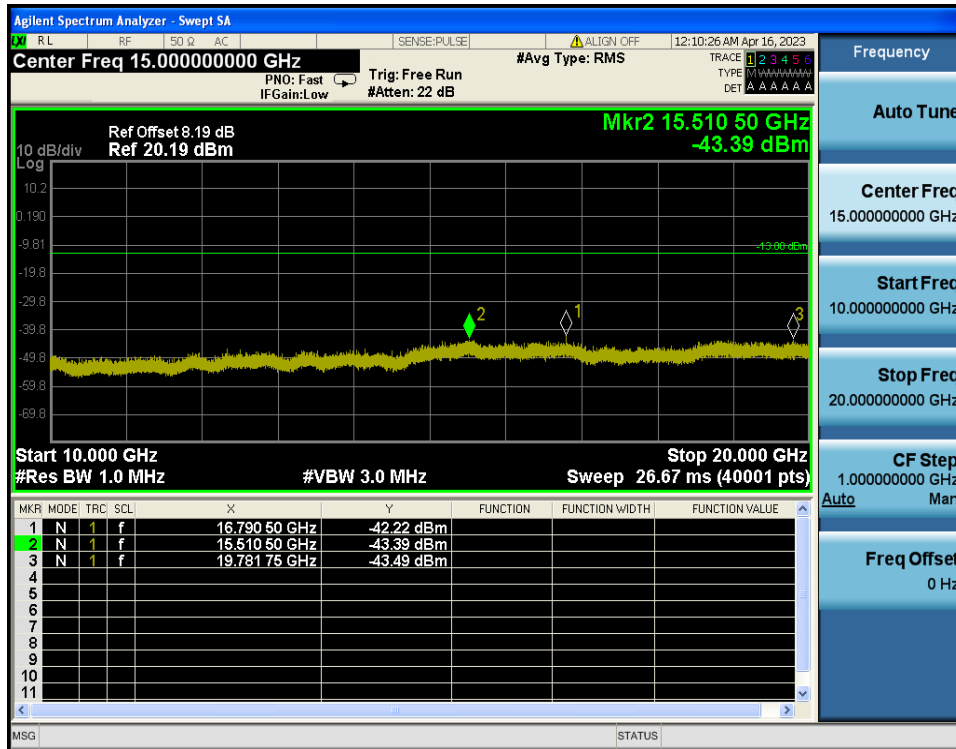 Agilent Spectrum Analyzer - Swept SA
LXI RL RF 50 Ω AC SENSE:PULSE ALIGN OFF 12:10:26 AM Apr 16, 2023
Center Freq 15.000000000 GHz
PNO: Fast
IFGain:Low
Trig: Free Run
#Atten: 22 dB
#Avg Type: RMS
TRACE 1 2 3 4 5 6
TYPE M
DET A A A A A A
Mkr2 15.510 50 GHz
-43.39 dBm
Ref Offset 8.19 dB
10 dB/div Ref 20.19 dBm
Log
10.2
0.190
-9.81
-13.00 dBm
-19.8
-29.8
2
1
3
-39.8
-49.8
-59.8
-69.8
Start 10.000 GHz Stop 20.000 GHz
#Res BW 1.0 MHz #VBW 3.0 MHz Sweep 26.67 ms (40001 pts)
MKR MODE TRC SCL X Y FUNCTION FUNCTION WIDTH FUNCTION VALUE
1 N 1 f 16.790 50 GHz -42.22 dBm
2 N 1 f 15.510 50 GHz -43.39 dBm
3 N 1 f 19.781 75 GHz -43.49 dBm
4
5
6
7
8
9
10
11
MSG STATUS
Frequency
Auto Tune
Center Freq
15.000000000 GHz
Start Freq
10.000000000 GHz
Stop Freq
20.000000000 GHz
CF Step
1.000000000 GHz
Auto Man
Freq Offset
0 Hz